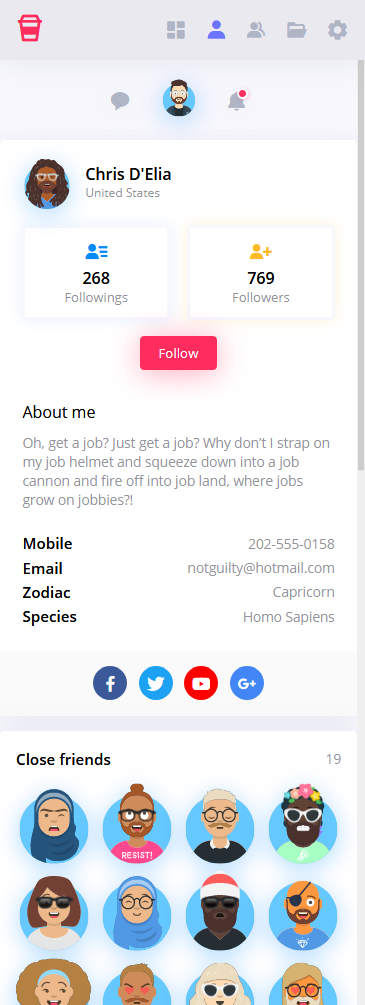 Chris D'Elia
United States
268
Followings
769
Followers
Follow
About me
Oh, get a job? Just get a job? Why don't I strap on
my job helmet and squeeze down into a job
cannon and fire off into job land, where jobs
grow on jobbies?!
Mobile 202-555-0158
Email notguilty@hotmail.com
Zodiac Capricorn
Species Homo Sapiens
f
G+
Close friends 19
RESIST!